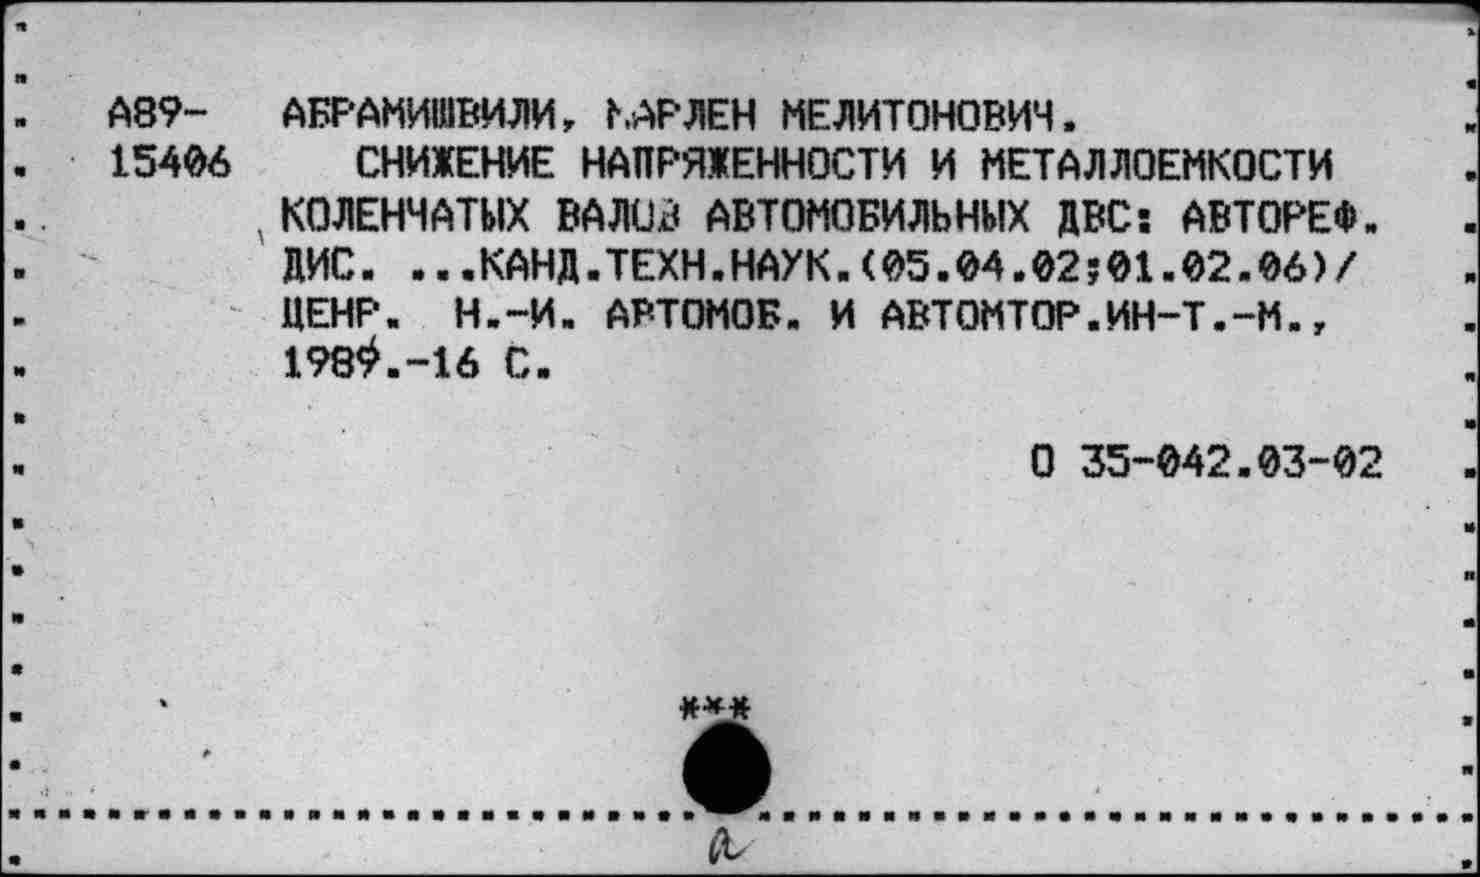 А89- АБРАМИШВИЛИ, МАРЛЕН МЕЛИТОНОВИЧ.
15406 СНИЖЕНИЕ НАПРЯЖЕННОСТИ И МЕТАЛЛОЕМКОСТИ
КОЛЕНЧАТЫХ ВАЛОВ АВТОМОБИЛЬНЫХ ДВС: АВТОРЕФ.
ДИС. ...КАНД.ТЕХН.НАУК.(05.04.02;01.02.06)/
ЦЕНР. Н.-И. АВТОМОБ. И АВТОМТОР.ИН-Т.-М.,
1989.-16 С.
О 35-042.03-02
***
а